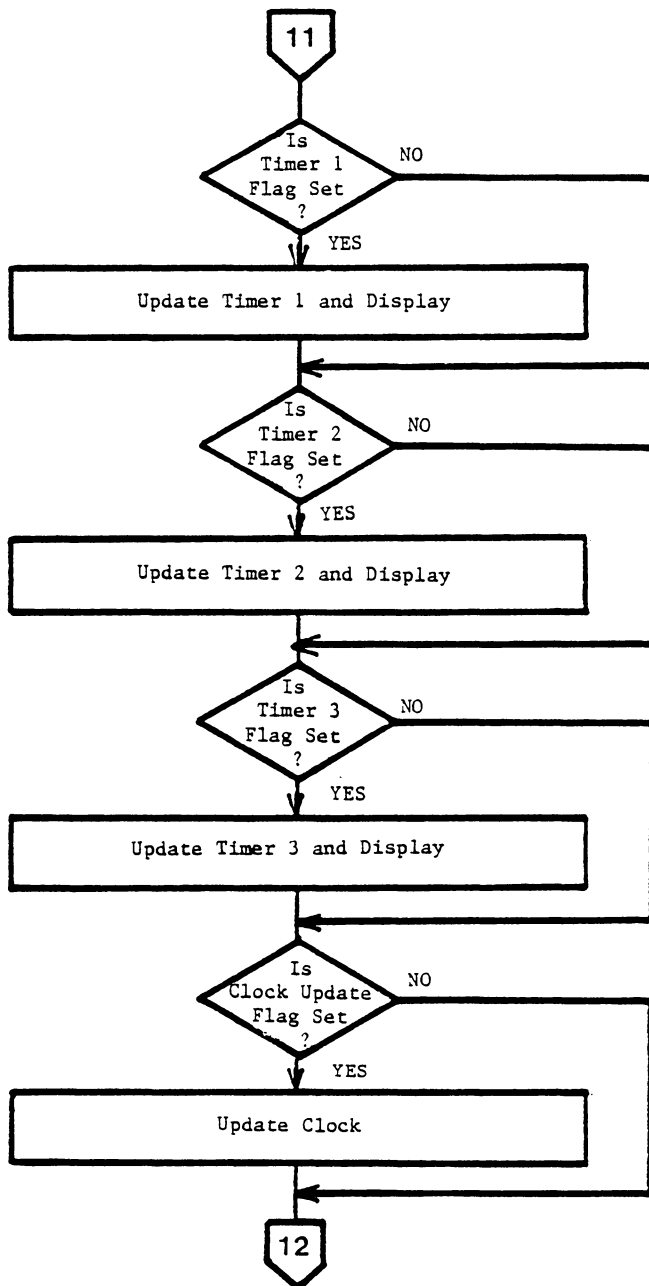 11
Is
Timer 1
Flag Set
?
NO
YES
Update Timer 1 and Display
Is
Timer 2
Flag Set
?
NO
YES
Update Timer 2 and Display
Is
Timer 3
Flag Set
?
NO
YES
Update Timer 3 and Display
Is
Clock Update
Flag Set
?
NO
YES
Update Clock
12